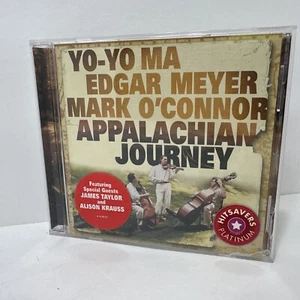 YO-YO MA
EDGAR MEYER
MARK O'CONNOR
APPALACHIAN
JOURNEY
Featuring
Special Guests
JAMES TAYLOR
and
ALISON KRAUSS
HITSAVERS
PLATINUM